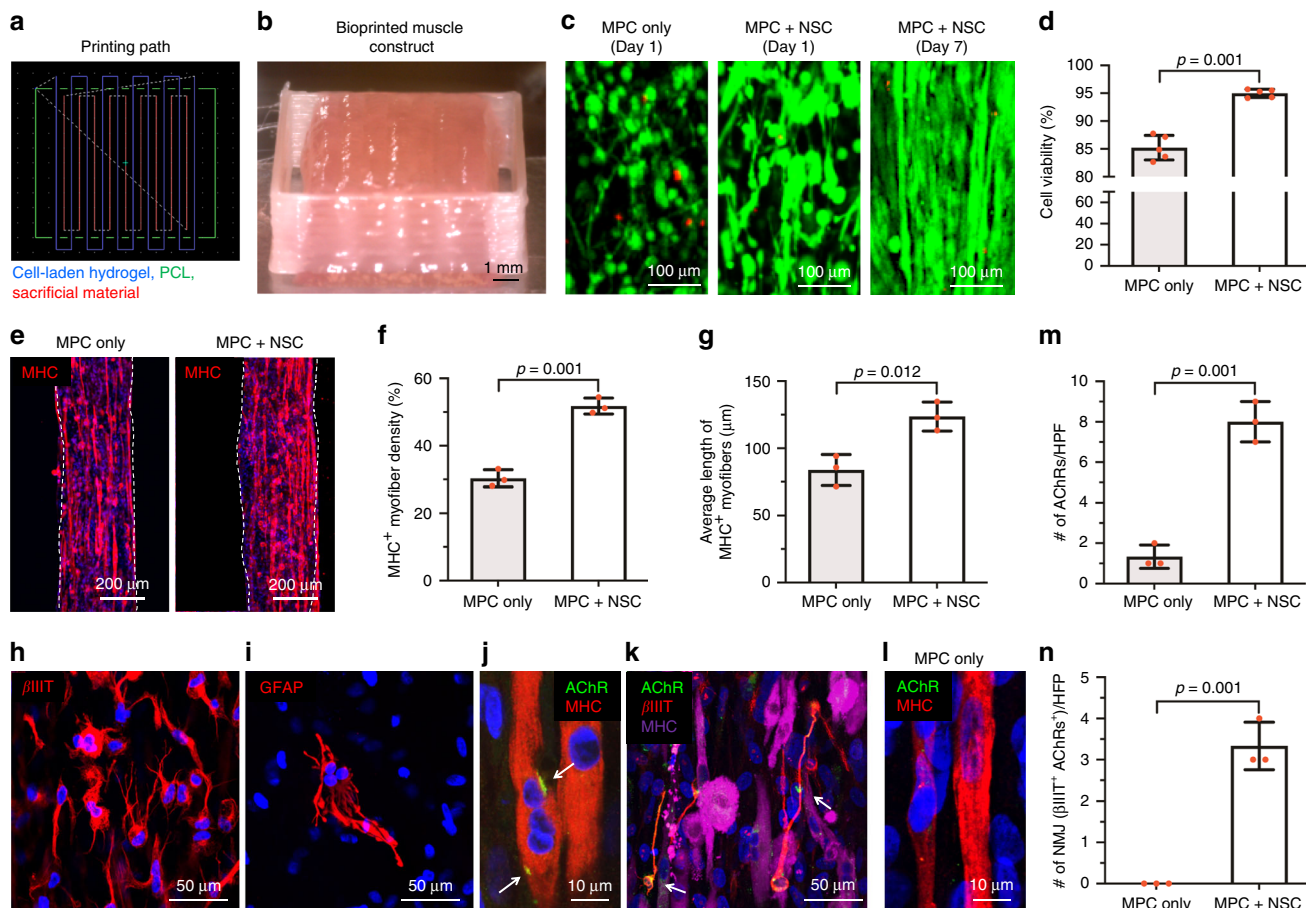 a
Printing path
Cell-laden hydrogel, PCL,
sacrificial material
b
Bioprinted muscle
construct
1 mm
c
MPC only
(Day 1)
MPC + NSC
(Day 1)
MPC + NSC
(Day 7)
100 μm
100 μm
100 μm
d
Cell viability (%)
100
95
90
85
80
60
40
20
0
p = 0.001
MPC only
MPC + NSC
e
MPC only
MPC + NSC
MHC
MHC
200 μm
200 μm
f
MHC⁺ myofiber density (%)
60
40
20
0
p = 0.001
MPC only
MPC + NSC
g
Average length of
MHC⁺ myofibers (μm)
150
100
50
0
p = 0.012
MPC only
MPC + NSC
m
# of AChRs/HPF
10
8
6
4
2
0
p = 0.001
MPC only
MPC + NSC
h
βIIIT
50 μm
i
GFAP
50 μm
j
AChR
MHC
10 μm
k
AChR
βIIIT
MHC
50 μm
l
MPC only
AChR
MHC
10 μm
n
# of NMJ (βIIIT⁺ AChRs⁺)/HFP
5
4
3
2
1
0
p = 0.001
MPC only
MPC + NSC